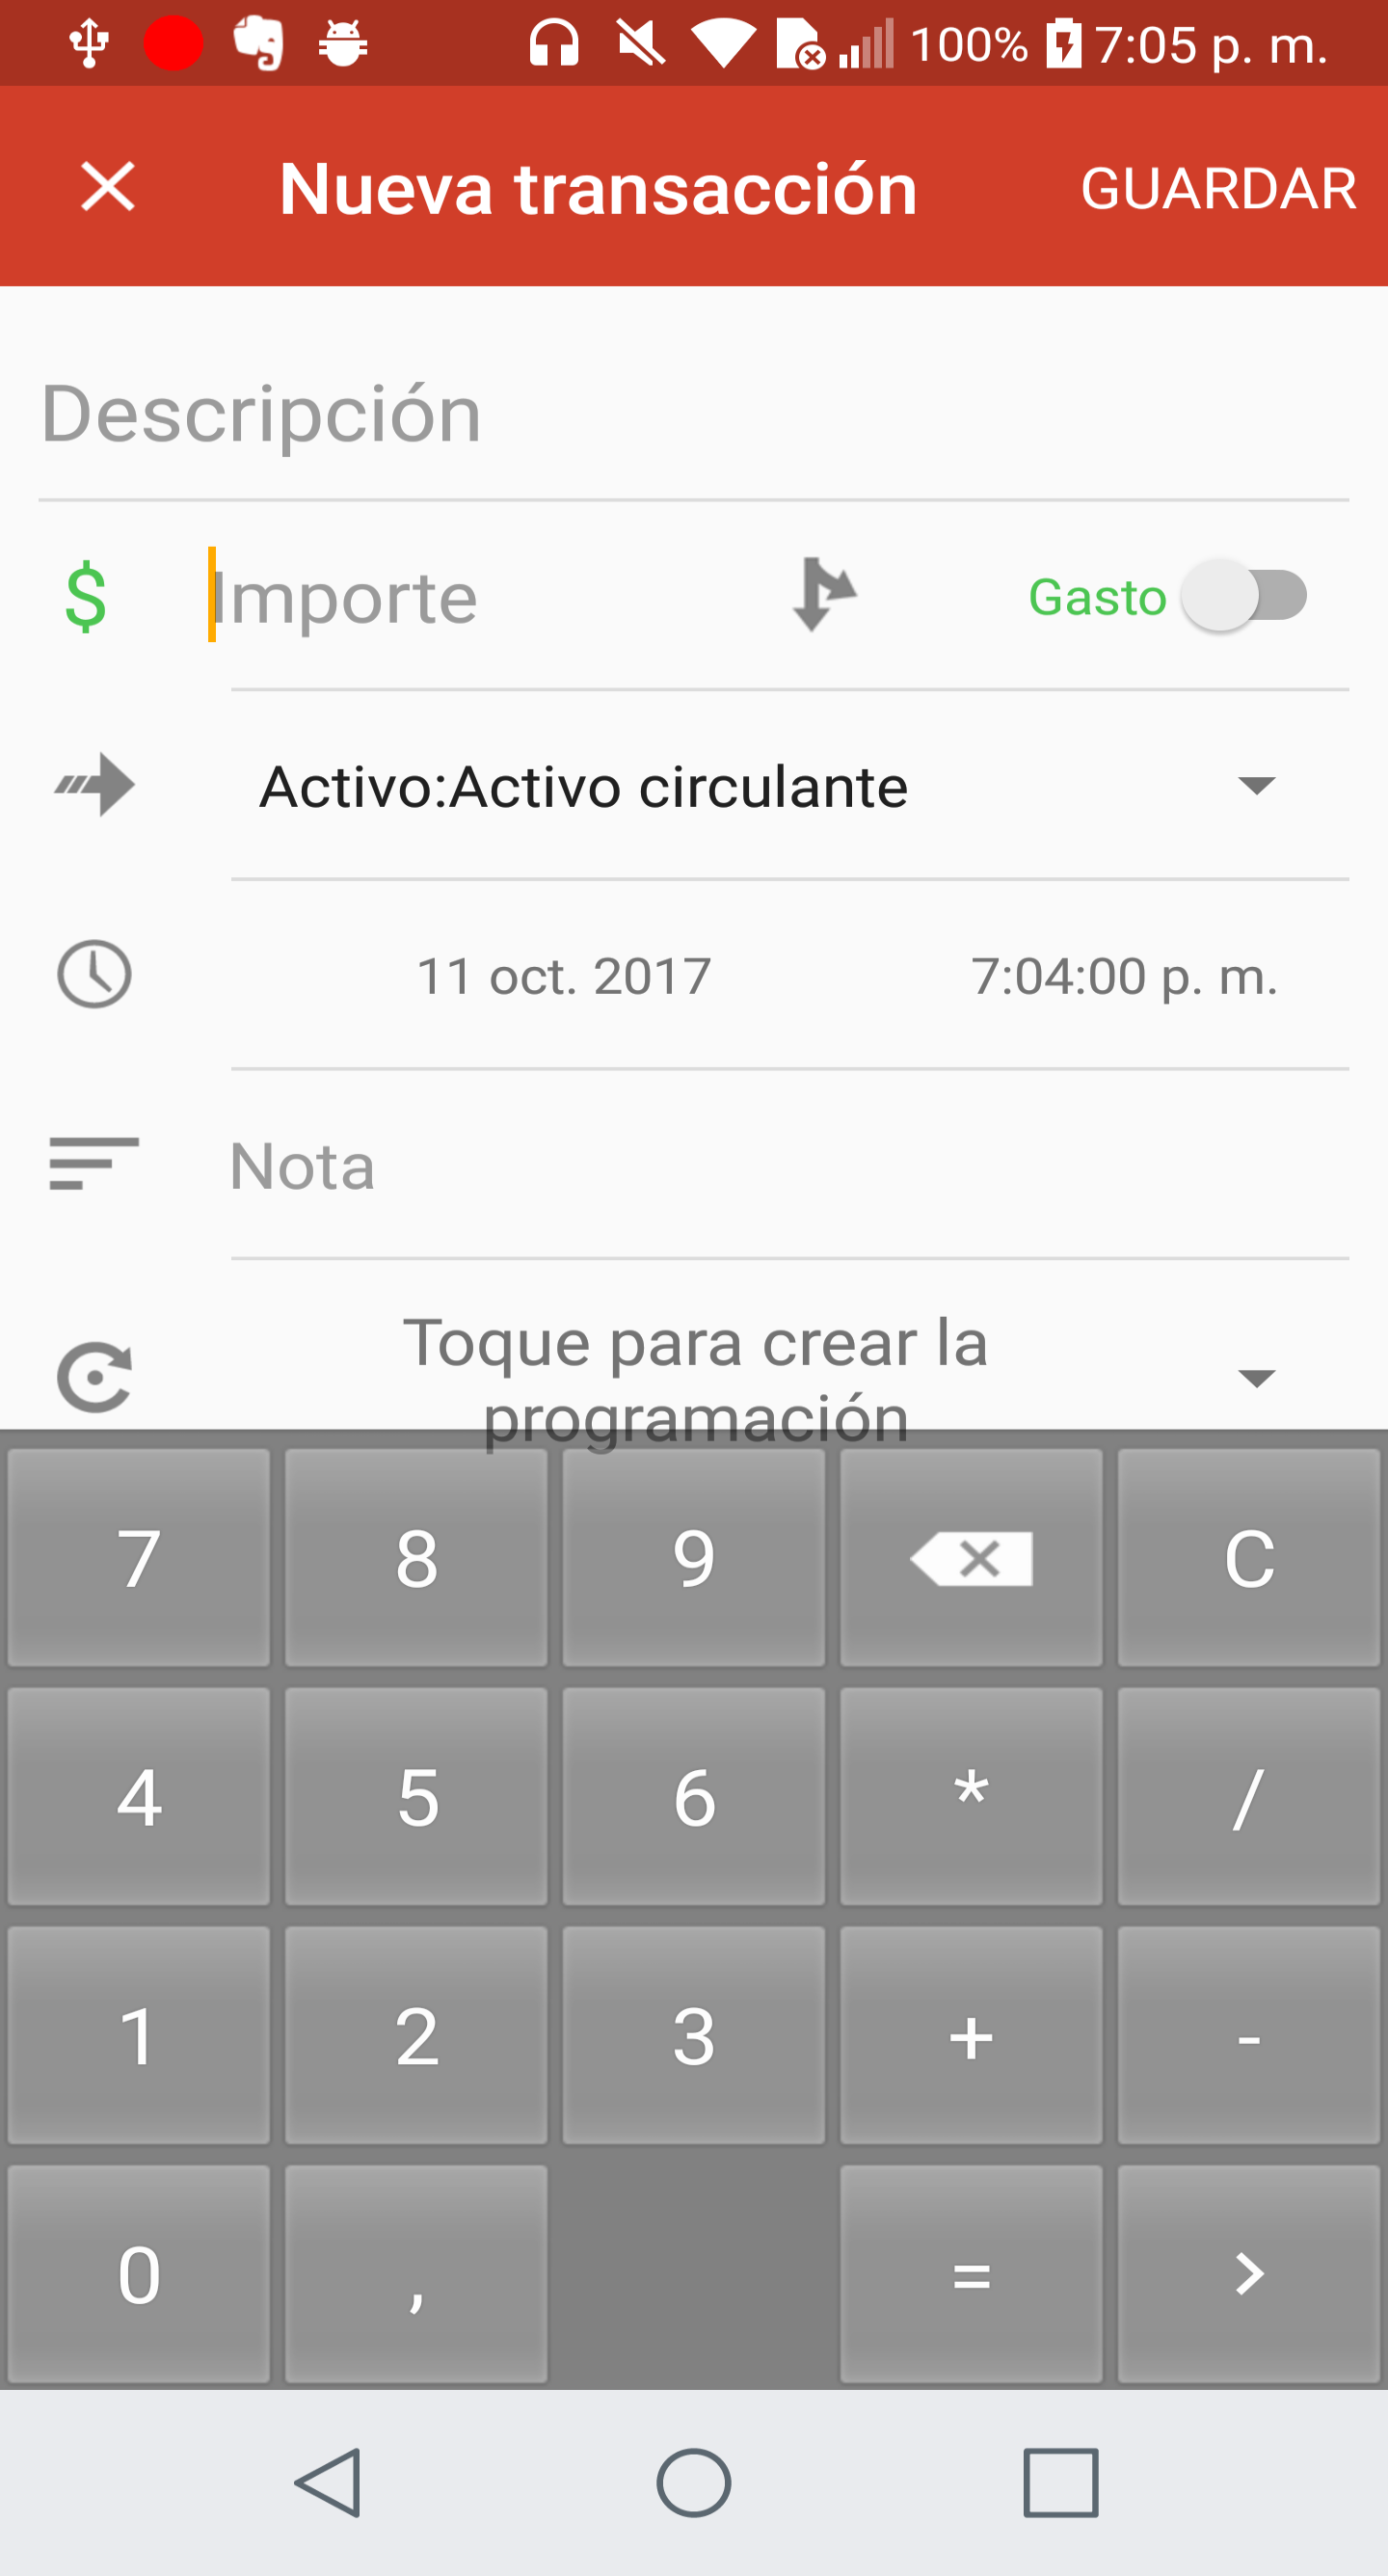 100% 7:05 p. m.
Nueva transacción GUARDAR
Descripción
$ Importe Gasto
Activo:Activo circulante
11 oct. 2017 7:04:00 p. m.
Nota
Toque para crear la
programación
7 8 9 C
4 5 6 * /
1 2 3 + -
0 , = >